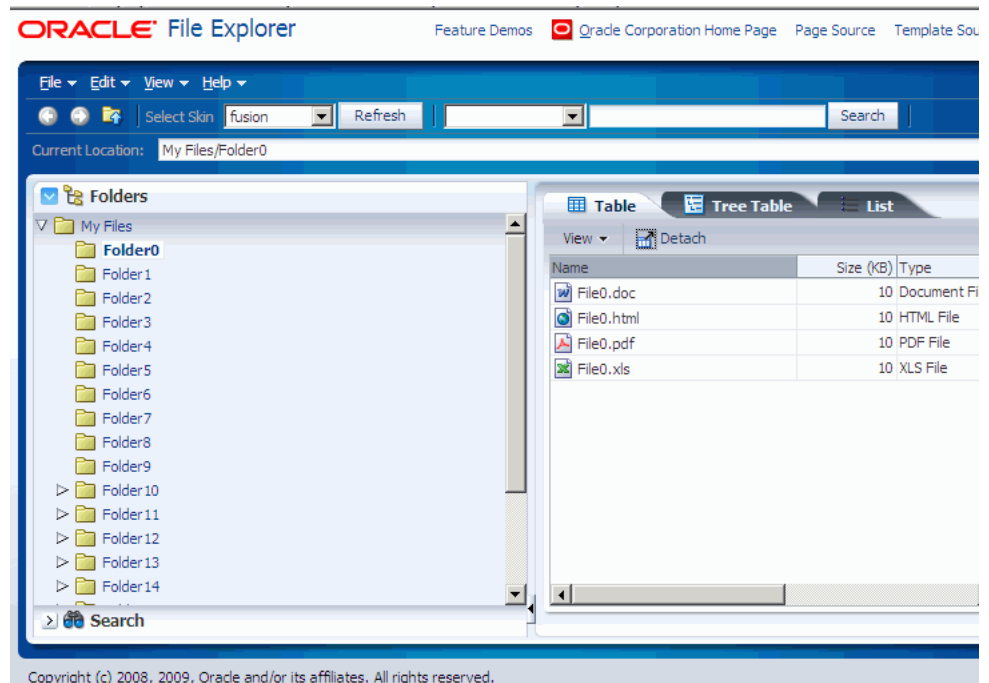 ORACLE File Explorer Feature Demos Oracle Corporation Home Page Page Source Template Sou
File Edit View Help
Select Skin fusion Refresh Search
Current Location: My Files/Folder0
Folders
My Files
Folder0
Folder1
Folder2
Folder3
Folder4
Folder5
Folder6
Folder7
Folder8
Folder9
Folder10
Folder11
Folder12
Folder13
Folder14
Search
Table Tree Table List
View Detach
Name Size (KB) Type
File0.doc 10 Document Fi
File0.html 10 HTML File
File0.pdf 10 PDF File
File0.xls 10 XLS File
Copyright (c) 2008, 2009, Oracle and/or its affiliates. All rights reserved.